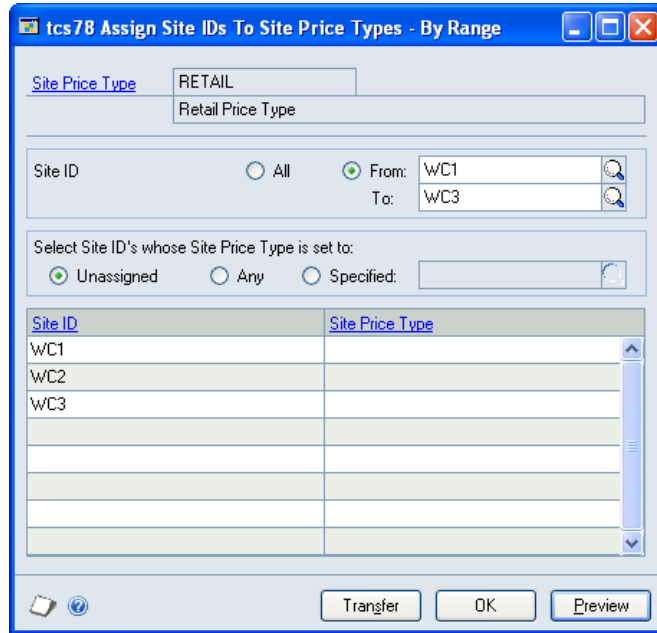 tcs78 Assign Site IDs To Site Price Types - By Range
Site Price Type RETAIL
Retail Price Type
Site ID All From: WC1
To: WC3
Select Site ID's whose Site Price Type is set to:
Unassigned Any Specified:
Site ID Site Price Type
WC1
WC2
WC3
Transfer OK Preview